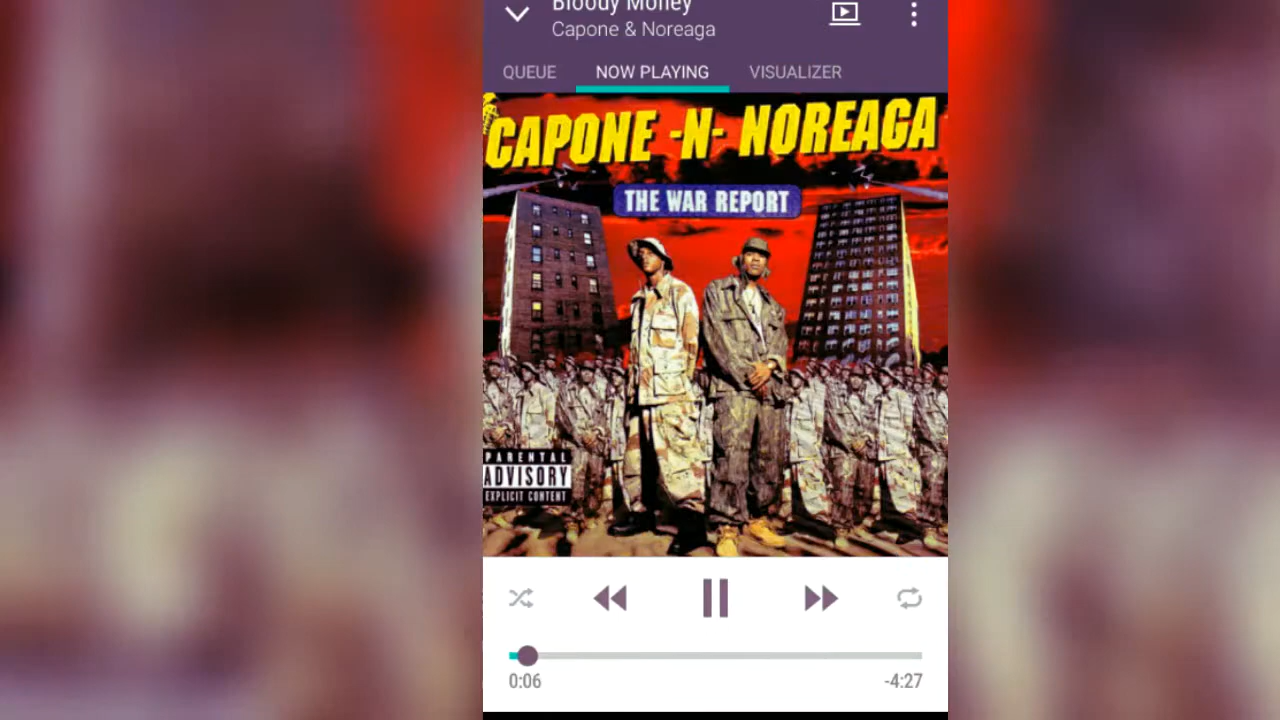 Bloody Money
Capone & Noreaga
QUEUE
NOW PLAYING
VISUALIZER
CAPONE -N- NOREAGA
THE WAR REPORT
PARENTAL
ADVISORY
EXPLICIT CONTENT
0:06
-4:27